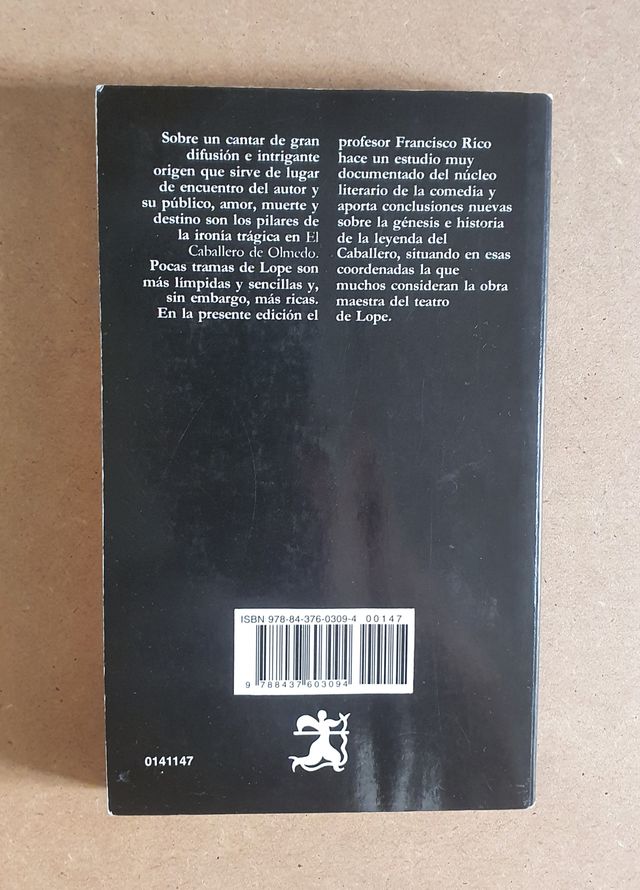 Sobre un cantar de gran
difusión e intrigante
origen que sirve de lugar
de encuentro del autor y
su público, amor, muerte y
destino son los pilares de
la ironía trágica en El
Caballero de Olmedo.
Pocas tramas de Lope son
más límpidas y sencillas y,
sin embargo, más ricas.
En la presente edición el
profesor Francisco Rico
hace un estudio muy
documentado del núcleo
literario de la comedia y
aporta conclusiones nuevas
sobre la génesis e historia
de la leyenda del
Caballero, situando en esas
coordenadas la que
muchos consideran la obra
maestra del teatro
de Lope.
ISBN 978-84-376-0309-4 00147
9 788437 603094
0141147